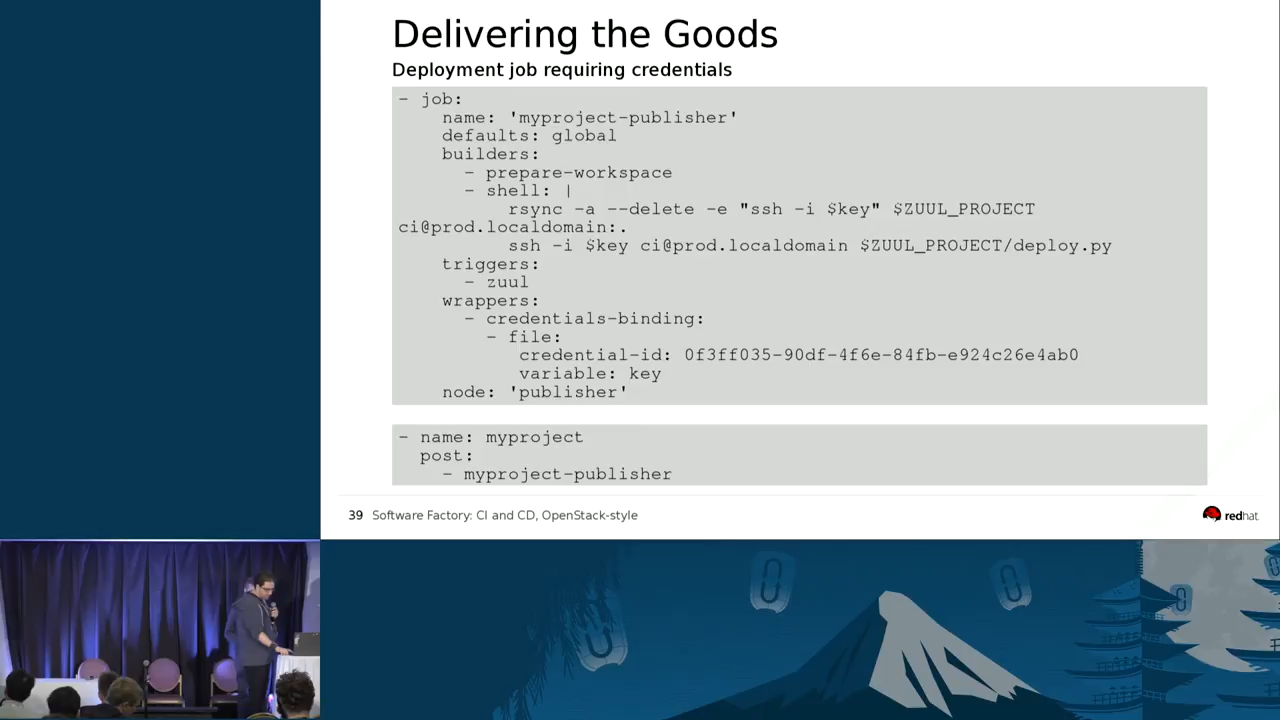 Delivering the Goods
Deployment job requiring credentials
- job:
name: 'myproject-publisher'
defaults: global
builders:
- prepare-workspace
- shell: |
rsync -a --delete -e "ssh -i $key" $ZUUL_PROJECT
ci@prod.localdomain:.
ssh -i $key ci@prod.localdomain $ZUUL_PROJECT/deploy.py
triggers:
- zuul
wrappers:
- credentials-binding:
- file:
credential-id: 0f3ff035-90df-4f6e-84fb-e924c26e4ab0
variable: key
node: 'publisher'
- name: myproject
post:
- myproject-publisher
39 Software Factory: CI and CD, OpenStack-style
redhat